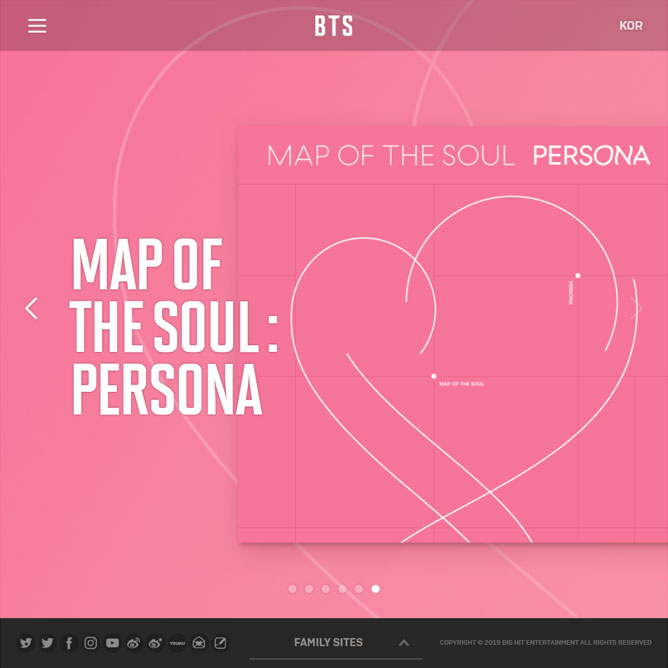 BTS
KOR
MAP OF THE SOUL PERSONA
MAP OF
THE SOUL :
PERSONA
PERSONA
MAP OF THE SOUL
YOUKU
FAMILY SITES
COPYRIGHT © 2019 BIG HIT ENTERTAINMENT ALL RIGHTS RESERVED